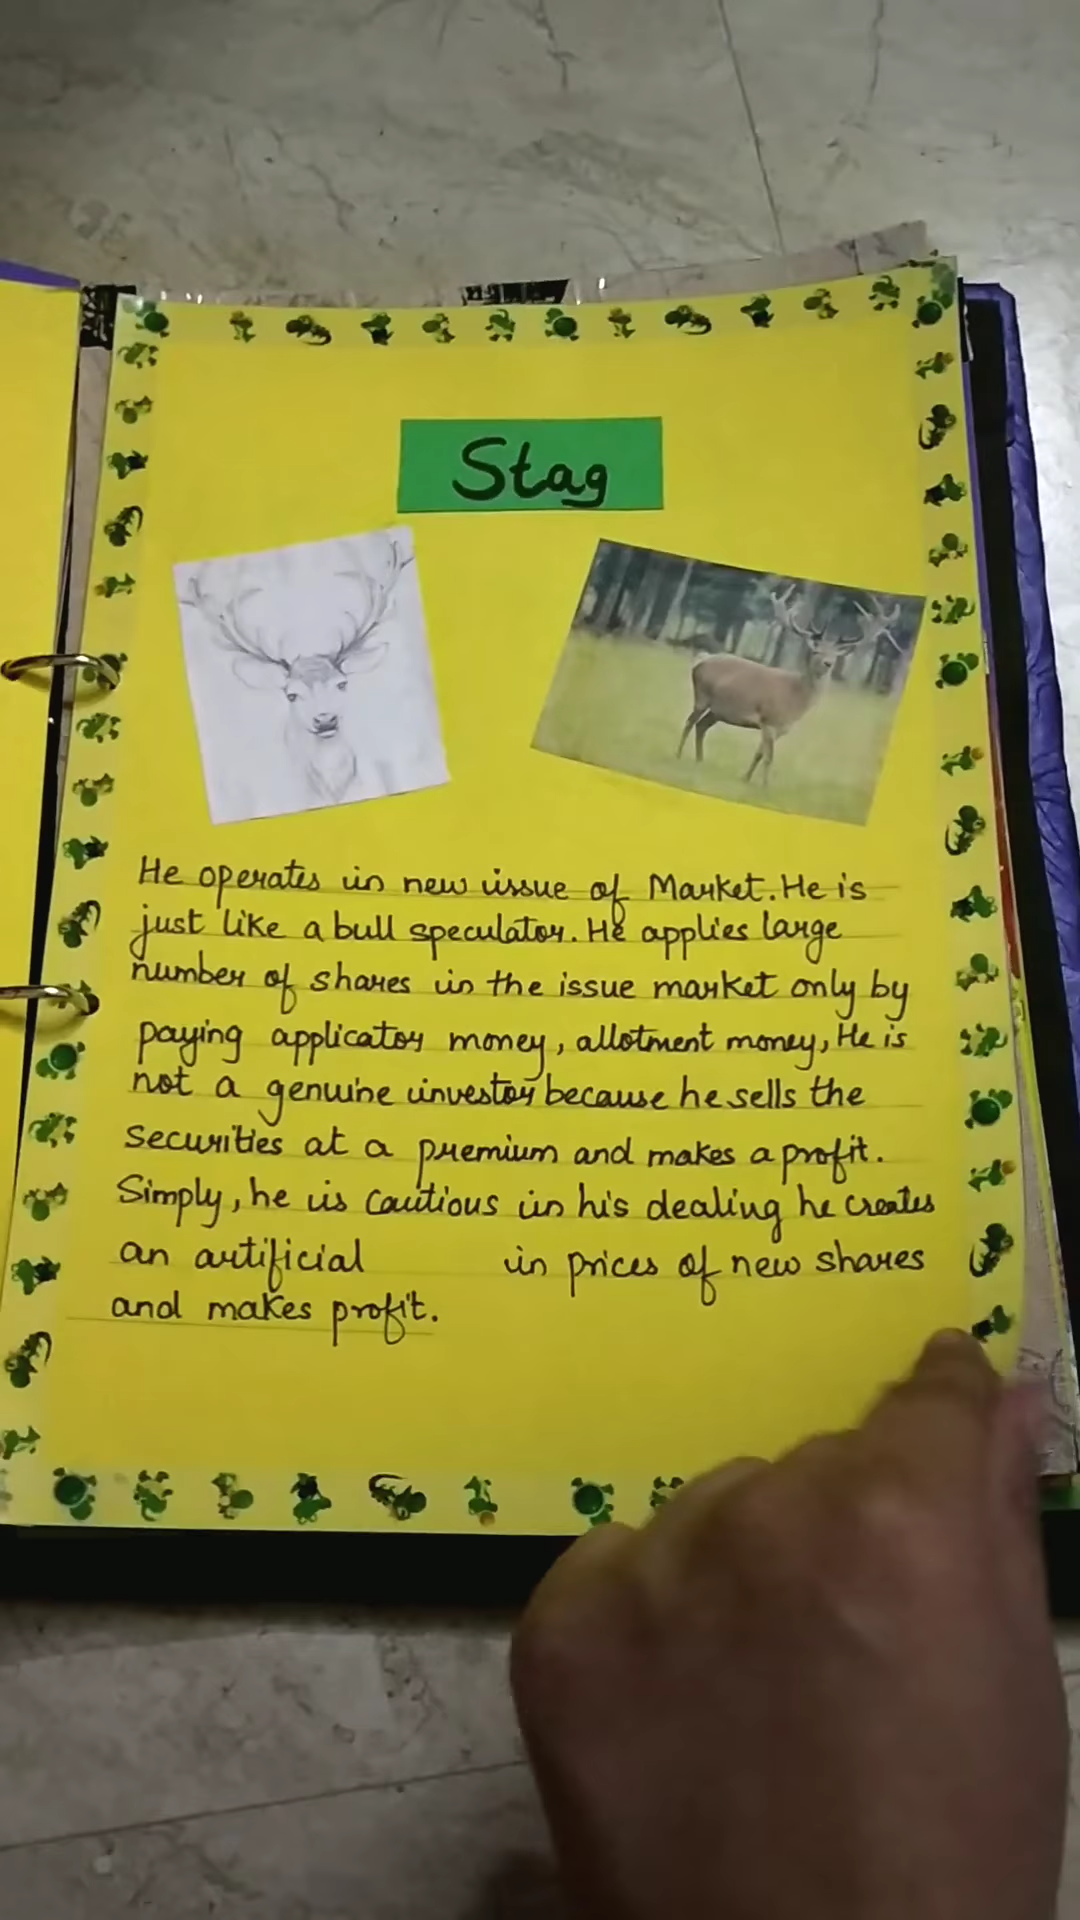 Stag
He operates in new issue of Market. He is
just like a bull speculator. He applies large
number of shares in the issue market only by
paying applicatoy money, allotment money, He is
not a genuine investoy because he sells the
securities at a premium and makes a profit.
Simply, he is cautious in his dealing he creates
an artificial in prices of new shares
and makes profit.